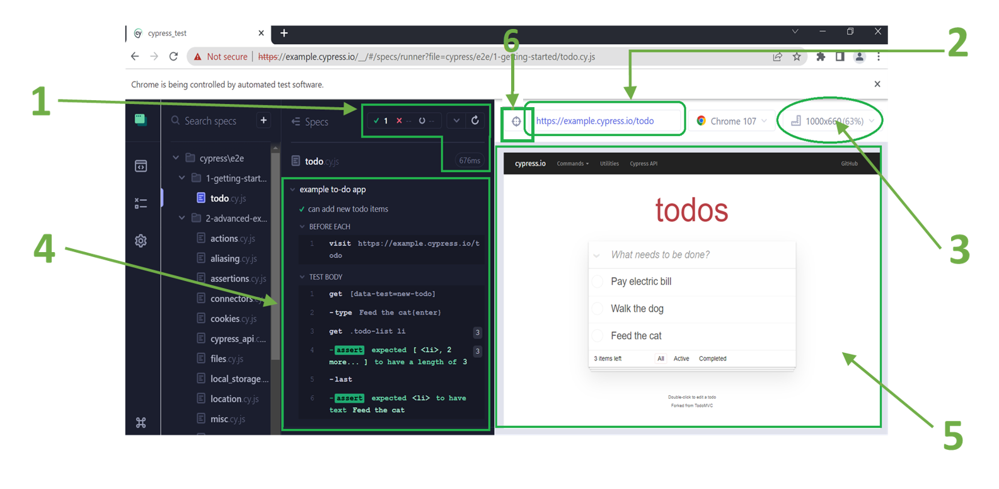 cypress_test
6
2
Not secure https://example.cypress.io/__/#/specs/runner?file=cypress/e2e/1-getting-started/todo.cy.js
Chrome is being controlled by automated test software.
1
Search specs
+
Specs
1 -- --
https://example.cypress.io/todo
Chrome 107
1000x660 (63%)
cypress\e2e
1-getting-start...
todo.cy.js
2-advanced-ex...
actions.cy.js
aliasing.cy.js
assertions.cy.js
connectors.cy
cookies.cy.js
cypress_api.c...
files.cy.js
local_storage....
location.cy.js
misc.cy.js
todo.cy.js
676ms
example to-do app
can add new todo items
BEFORE EACH
1 visit https://example.cypress.io/t
odo
TEST BODY
1 get [data-test=new-todo]
2 -type Feed the cat{enter}
3 get .todo-list li 3
4 -assert expected [ <li>, 2 3
more... ] to have a length of 3
5 -last
6 -assert expected <li> to have
text Feed the cat
4
cypress.io Commands Utilities Cypress API GitHub
todos
What needs to be done?
Pay electric bill
Walk the dog
Feed the cat
3 items left All Active Completed
Double-click to edit a todo
Forked from TodoMVC
3
5